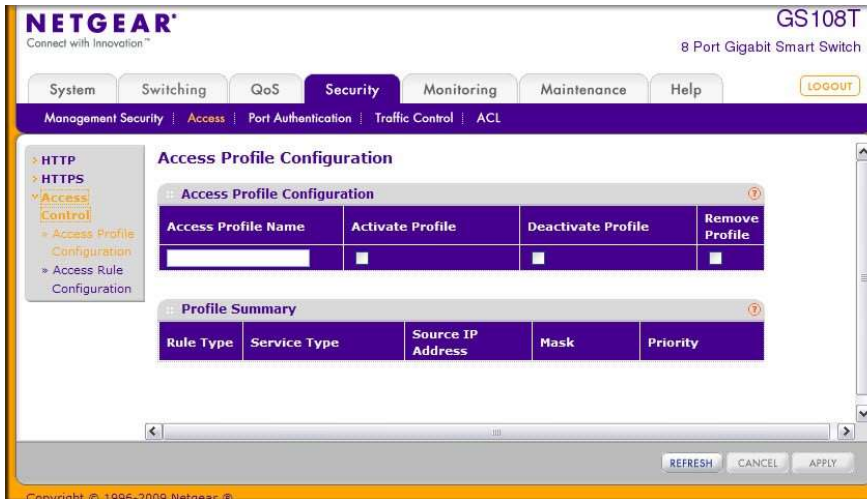 NETGEAR®
Connect with Innovation™
GS108T
8 Port Gigabit Smart Switch
System
Switching
QoS
Security
Monitoring
Maintenance
Help
LOGOUT
Management Security
Access
Port Authentication
Traffic Control
ACL
HTTP
HTTPS
Access
Control
» Access Profile
Configuration
» Access Rule
Configuration
Access Profile Configuration
Access Profile Configuration
Access Profile Name
Activate Profile
Deactivate Profile
Remove
Profile
Profile Summary
Rule Type
Service Type
Source IP
Address
Mask
Priority
REFRESH
CANCEL
APPLY
Copyright © 1996-2009 Netgear ®